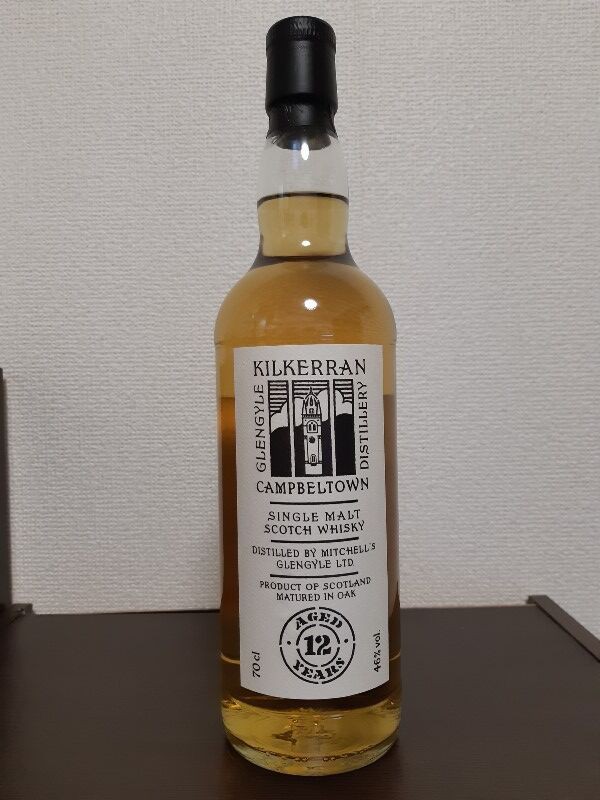 KILKERRAN
GLENGYLE
DISTILLERY
CAMPBELTOWN
SINGLE MALT
SCOTCH WHISKY
DISTILLED BY MITCHELL'S
GLENGYLE LTD
PRODUCT OF SCOTLAND
MATURED IN OAK
AGED
12
YEARS
70cl
46% vol.